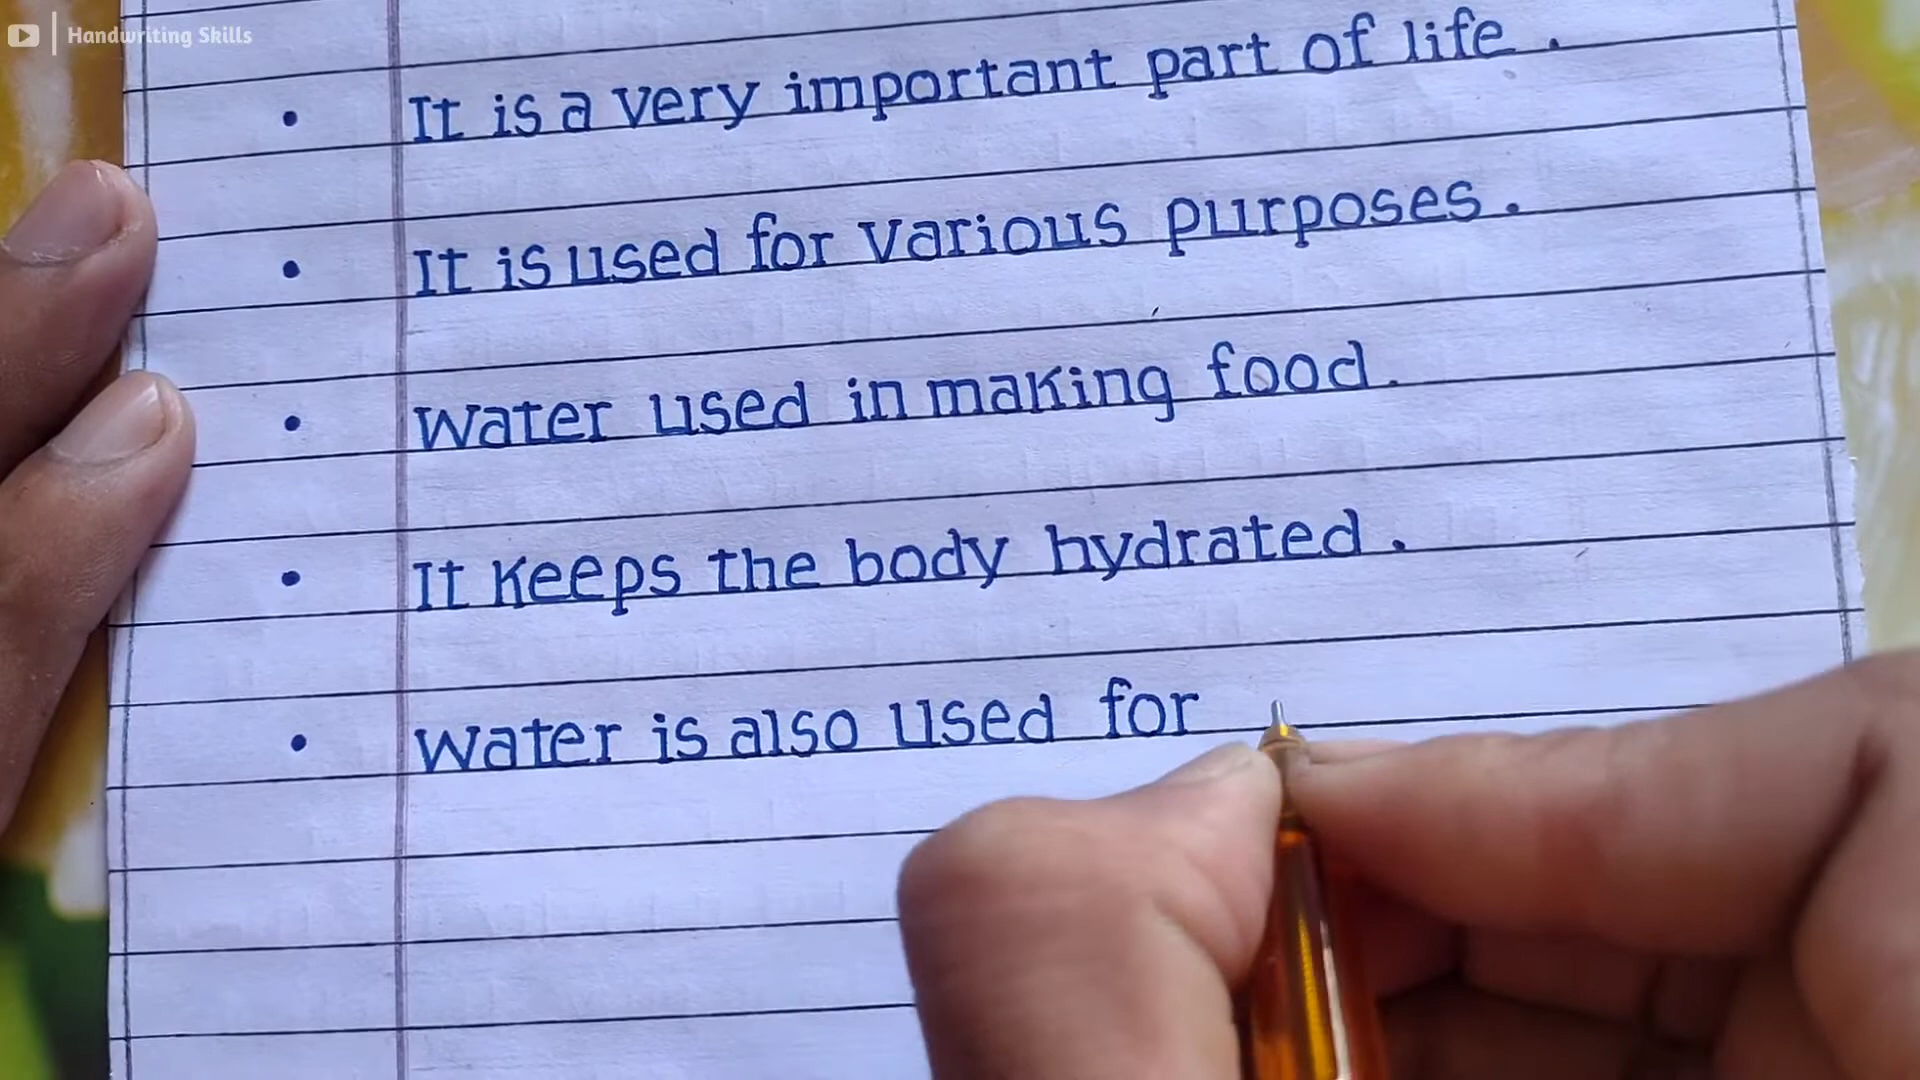 Handwriting Skills
• It is a very important part of life.
• It is used for various purposes.
• Water used in making food.
• It keeps the body hydrated.
• Water is also used for